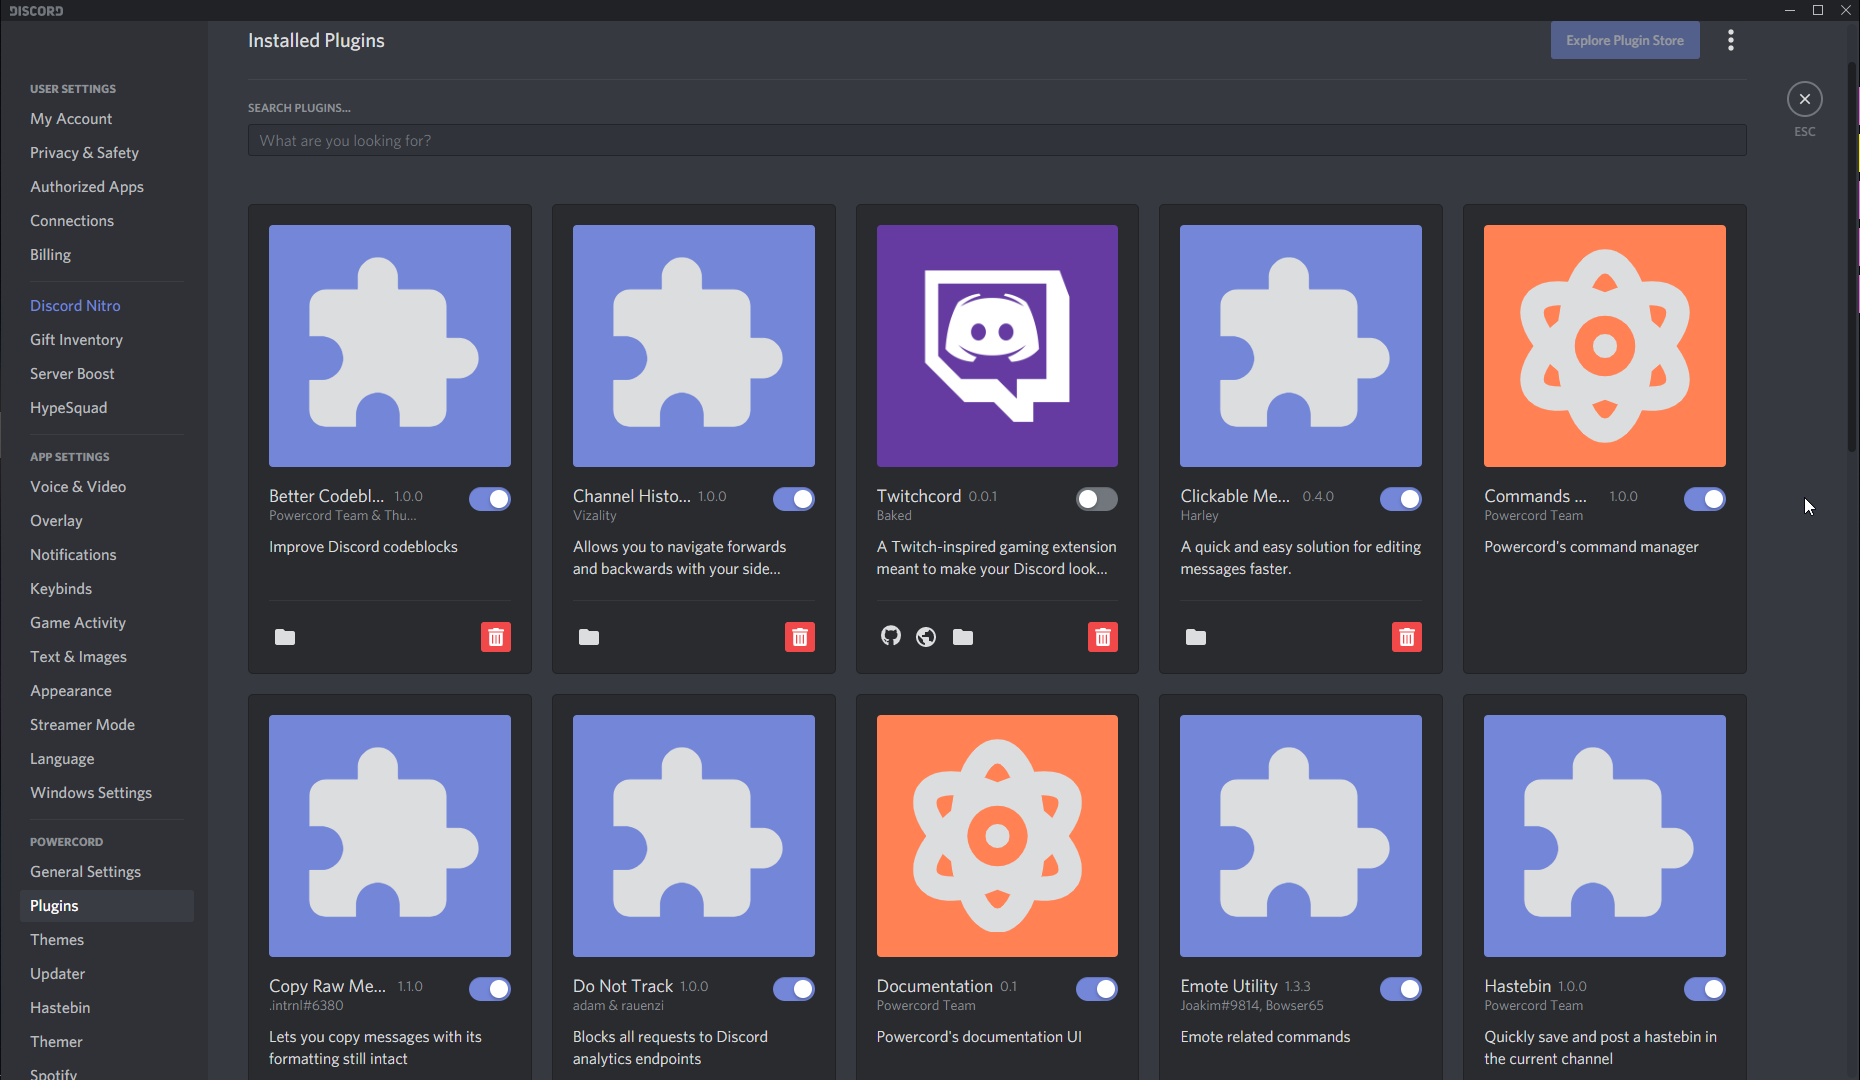 DISCORD
USER SETTINGS
My Account
Privacy & Safety
Authorized Apps
Connections
Billing
Discord Nitro
Gift Inventory
Server Boost
HypeSquad
APP SETTINGS
Voice & Video
Overlay
Notifications
Keybinds
Game Activity
Text & Images
Appearance
Streamer Mode
Language
Windows Settings
POWERCORD
General Settings
Plugins
Themes
Updater
Hastebin
Themer
Spotify
Installed Plugins
Explore Plugin Store
ESC
SEARCH PLUGINS...
What are you looking for?
Better Codebl... 1.0.0
Powercord Team & Thu...
Improve Discord codeblocks
Channel Histo... 1.0.0
Vizality
Allows you to navigate forwards
and backwards with your side...
Twitchcord 0.0.1
Baked
A Twitch-inspired gaming extension
meant to make your Discord look...
Clickable Me... 0.4.0
Harley
A quick and easy solution for editing
messages faster.
Commands ... 1.0.0
Powercord Team
Powercord's command manager
Copy Raw Me... 1.1.0
.intrnl#6380
Lets you copy messages with its
formatting still intact
Do Not Track 1.0.0
adam & rauenzi
Blocks all requests to Discord
analytics endpoints
Documentation 0.1
Powercord Team
Powercord's documentation UI
Emote Utility 1.3.3
Joakim#9814, Bowser65
Emote related commands
Hastebin 1.0.0
Powercord Team
Quickly save and post a hastebin in
the current channel